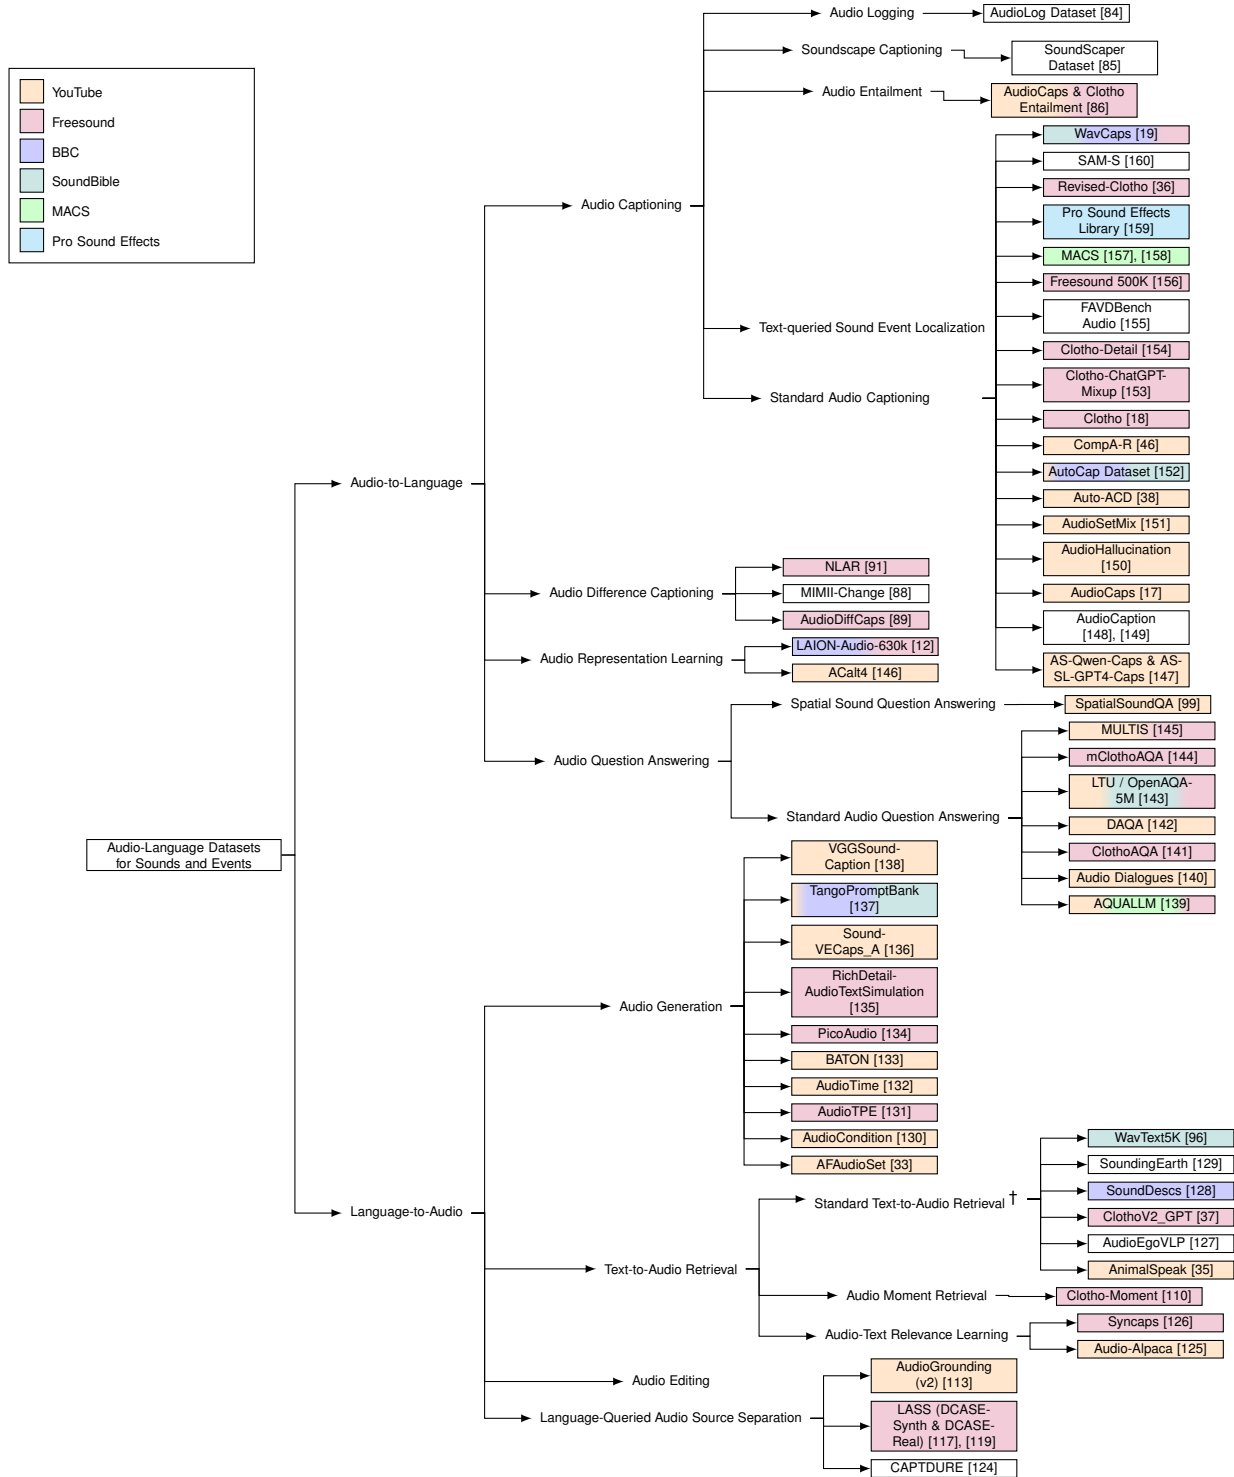 YouTube
Freesound
BBC
SoundBible
MACS
Pro Sound Effects
Audio-Language Datasets
for Sounds and Events
Audio-to-Language
Audio Captioning
Audio Logging
AudioLog Dataset [84]
Soundscape Captioning
SoundScaper
Dataset [85]
Audio Entailment
AudioCaps & Clotho
Entailment [86]
Text-queried Sound Event Localization
Standard Audio Captioning
WavCaps [19]
SAM-S [160]
Revised-Clotho [36]
Pro Sound Effects
Library [159]
MACS [157], [158]
Freesound 500K [156]
FAVDBench
Audio [155]
Clotho-Detail [154]
Clotho-ChatGPT-
Mixup [153]
Clotho [18]
CompA-R [46]
AutoCap Dataset [152]
Auto-ACD [38]
AudioSetMix [151]
AudioHallucination
[150]
AudioCaps [17]
AudioCaption
[148], [149]
AS-Qwen-Caps & AS-
SL-GPT4-Caps [147]
Audio Difference Captioning
NLAR [91]
MIMII-Change [88]
AudioDiffCaps [89]
Audio Representation Learning
LAION-Audio-630k [12]
ACalt4 [146]
Audio Question Answering
Spatial Sound Question Answering
SpatialSoundQA [99]
Standard Audio Question Answering
MULTIS [145]
mClothoAQA [144]
LTU / OpenAQA-
5M [143]
DAQA [142]
ClothoAQA [141]
Audio Dialogues [140]
AQUALLM [139]
Language-to-Audio
Audio Generation
VGGSound-
Caption [138]
TangoPromptBank
[137]
Sound-
VECaps_A [136]
RichDetail-
AudioTextSimulation
[135]
PicoAudio [134]
BATON [133]
AudioTime [132]
AudioTPE [131]
AudioCondition [130]
AFAudioSet [33]
Text-to-Audio Retrieval
Standard Text-to-Audio Retrieval †
WavText5K [96]
SoundingEarth [129]
SoundDescs [128]
ClothoV2_GPT [37]
AudioEgoVLP [127]
AnimalSpeak [35]
Audio Moment Retrieval
Clotho-Moment [110]
Audio-Text Relevance Learning
Syncaps [126]
Audio-Alpaca [125]
Audio Editing
Language-Queried Audio Source Separation
AudioGrounding
(v2) [113]
LASS (DCASE-
Synth & DCASE-
Real) [117], [119]
CAPTDURE [124]